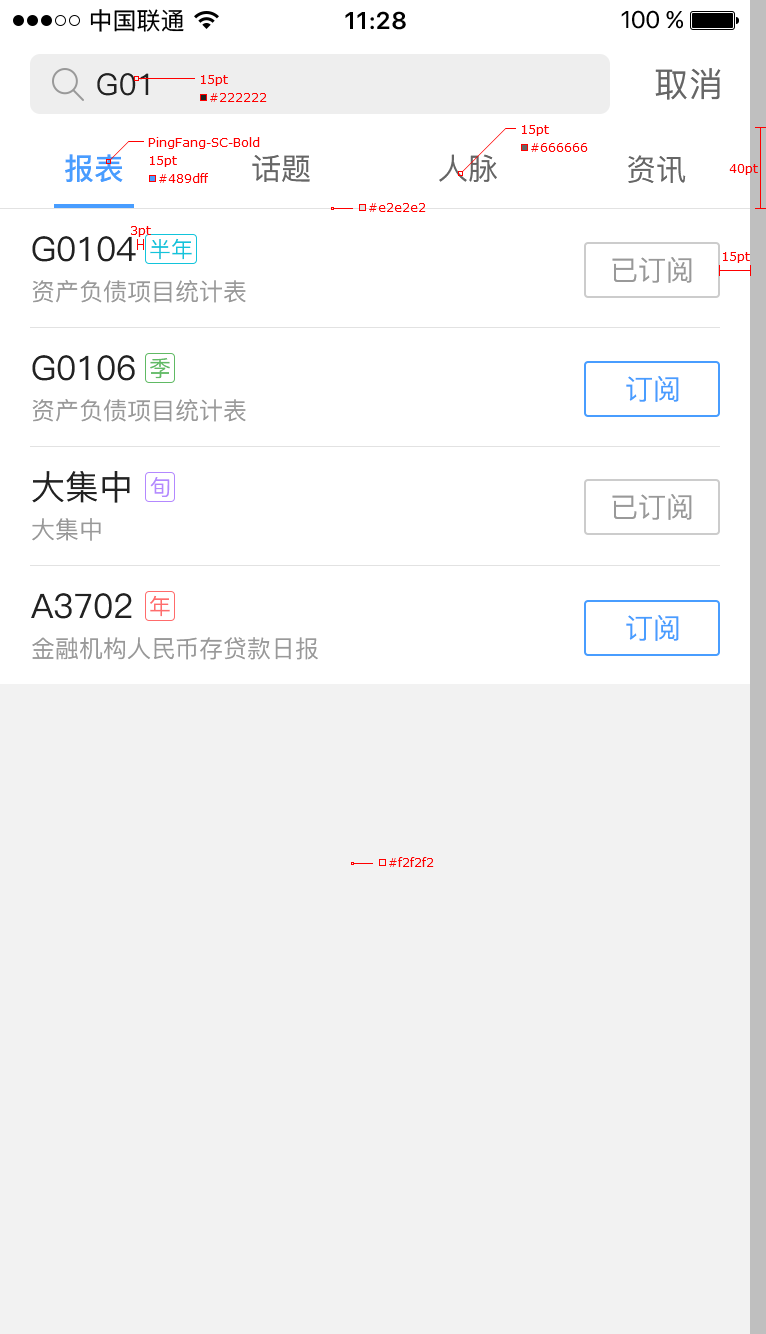 中国联通 11:28 100 %
G01 取消
15pt
#222222
报表 话题 人脉 资讯
PingFang-SC-Bold
15pt
#489dff
15pt
#666666
40pt
#e2e2e2
3pt
G0104 半年 已订阅
15pt
资产负债项目统计表
G0106 季 订阅
资产负债项目统计表
大集中 旬 已订阅
大集中
A3702 年 订阅
金融机构人民币存贷款日报
#f2f2f2